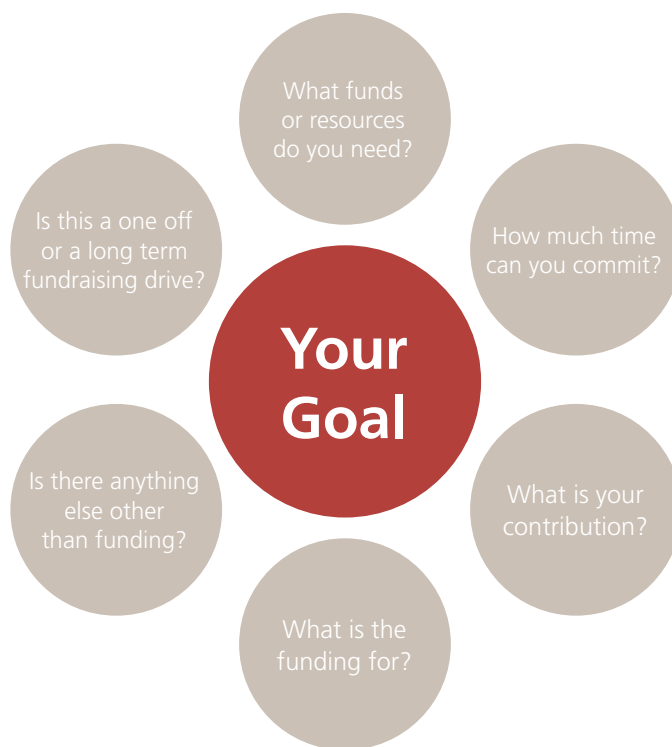 What funds
or resources
do you need?
Is this a one off
or a long term
fundraising drive?
How much time
can you commit?
Your
Goal
Is there anything
else other
than funding?
What is your
contribution?
What is the
funding for?